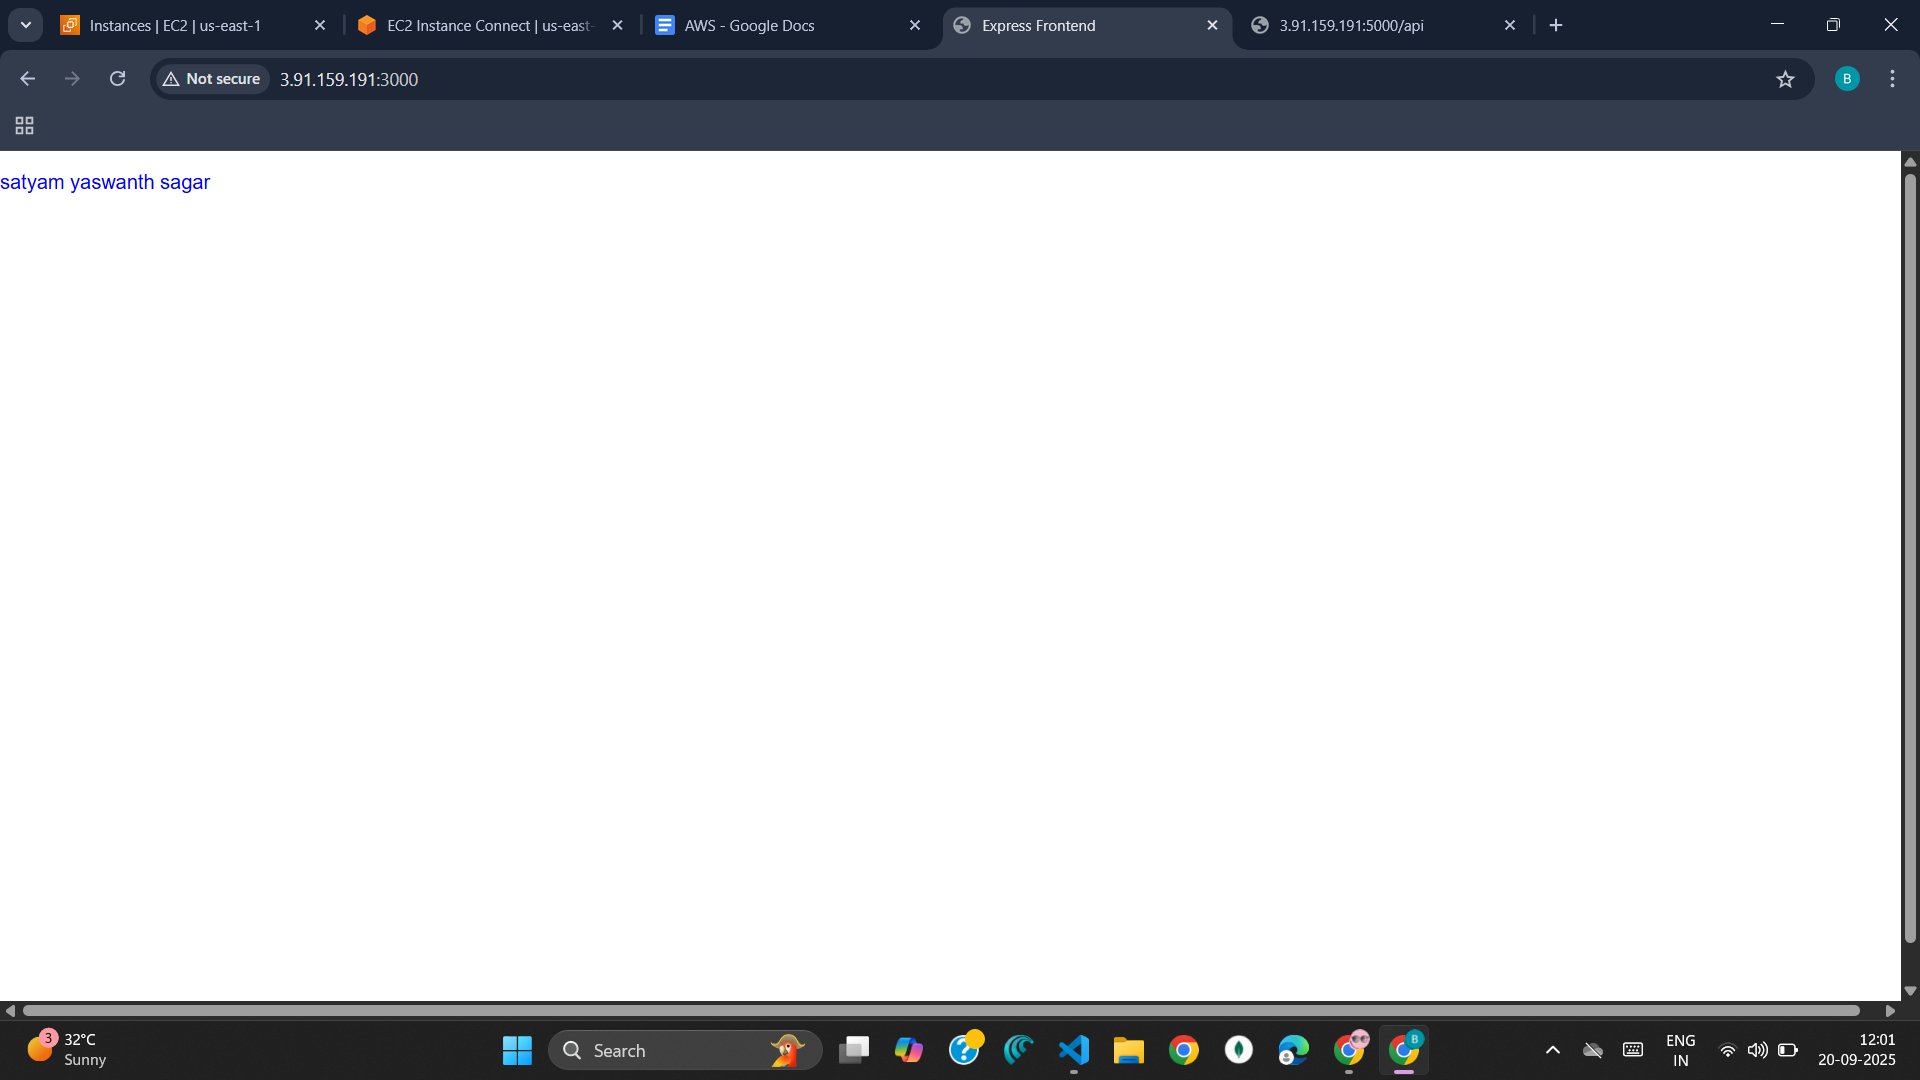 Instances | EC2 | us-east-1
EC2 Instance Connect | us-east-
AWS - Google Docs
Express Frontend
3.91.159.191:5000/api
Not secure
3.91.159.191:3000
B
satyam yaswanth sagar
3
32°C
Sunny
Search
B
ENG
IN
12:01
20-09-2025